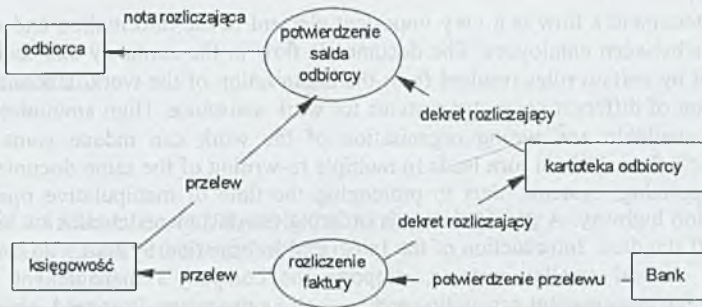 nota rozliczająca
odbiorca
potwierdzenie
salda
odbiorcy
dekret rozliczający
kartoteka odbiorcy
przelew
dekret rozliczający
księgowość
przelew
rozliczenie
faktury
potwierdzenie przelewu
Bank